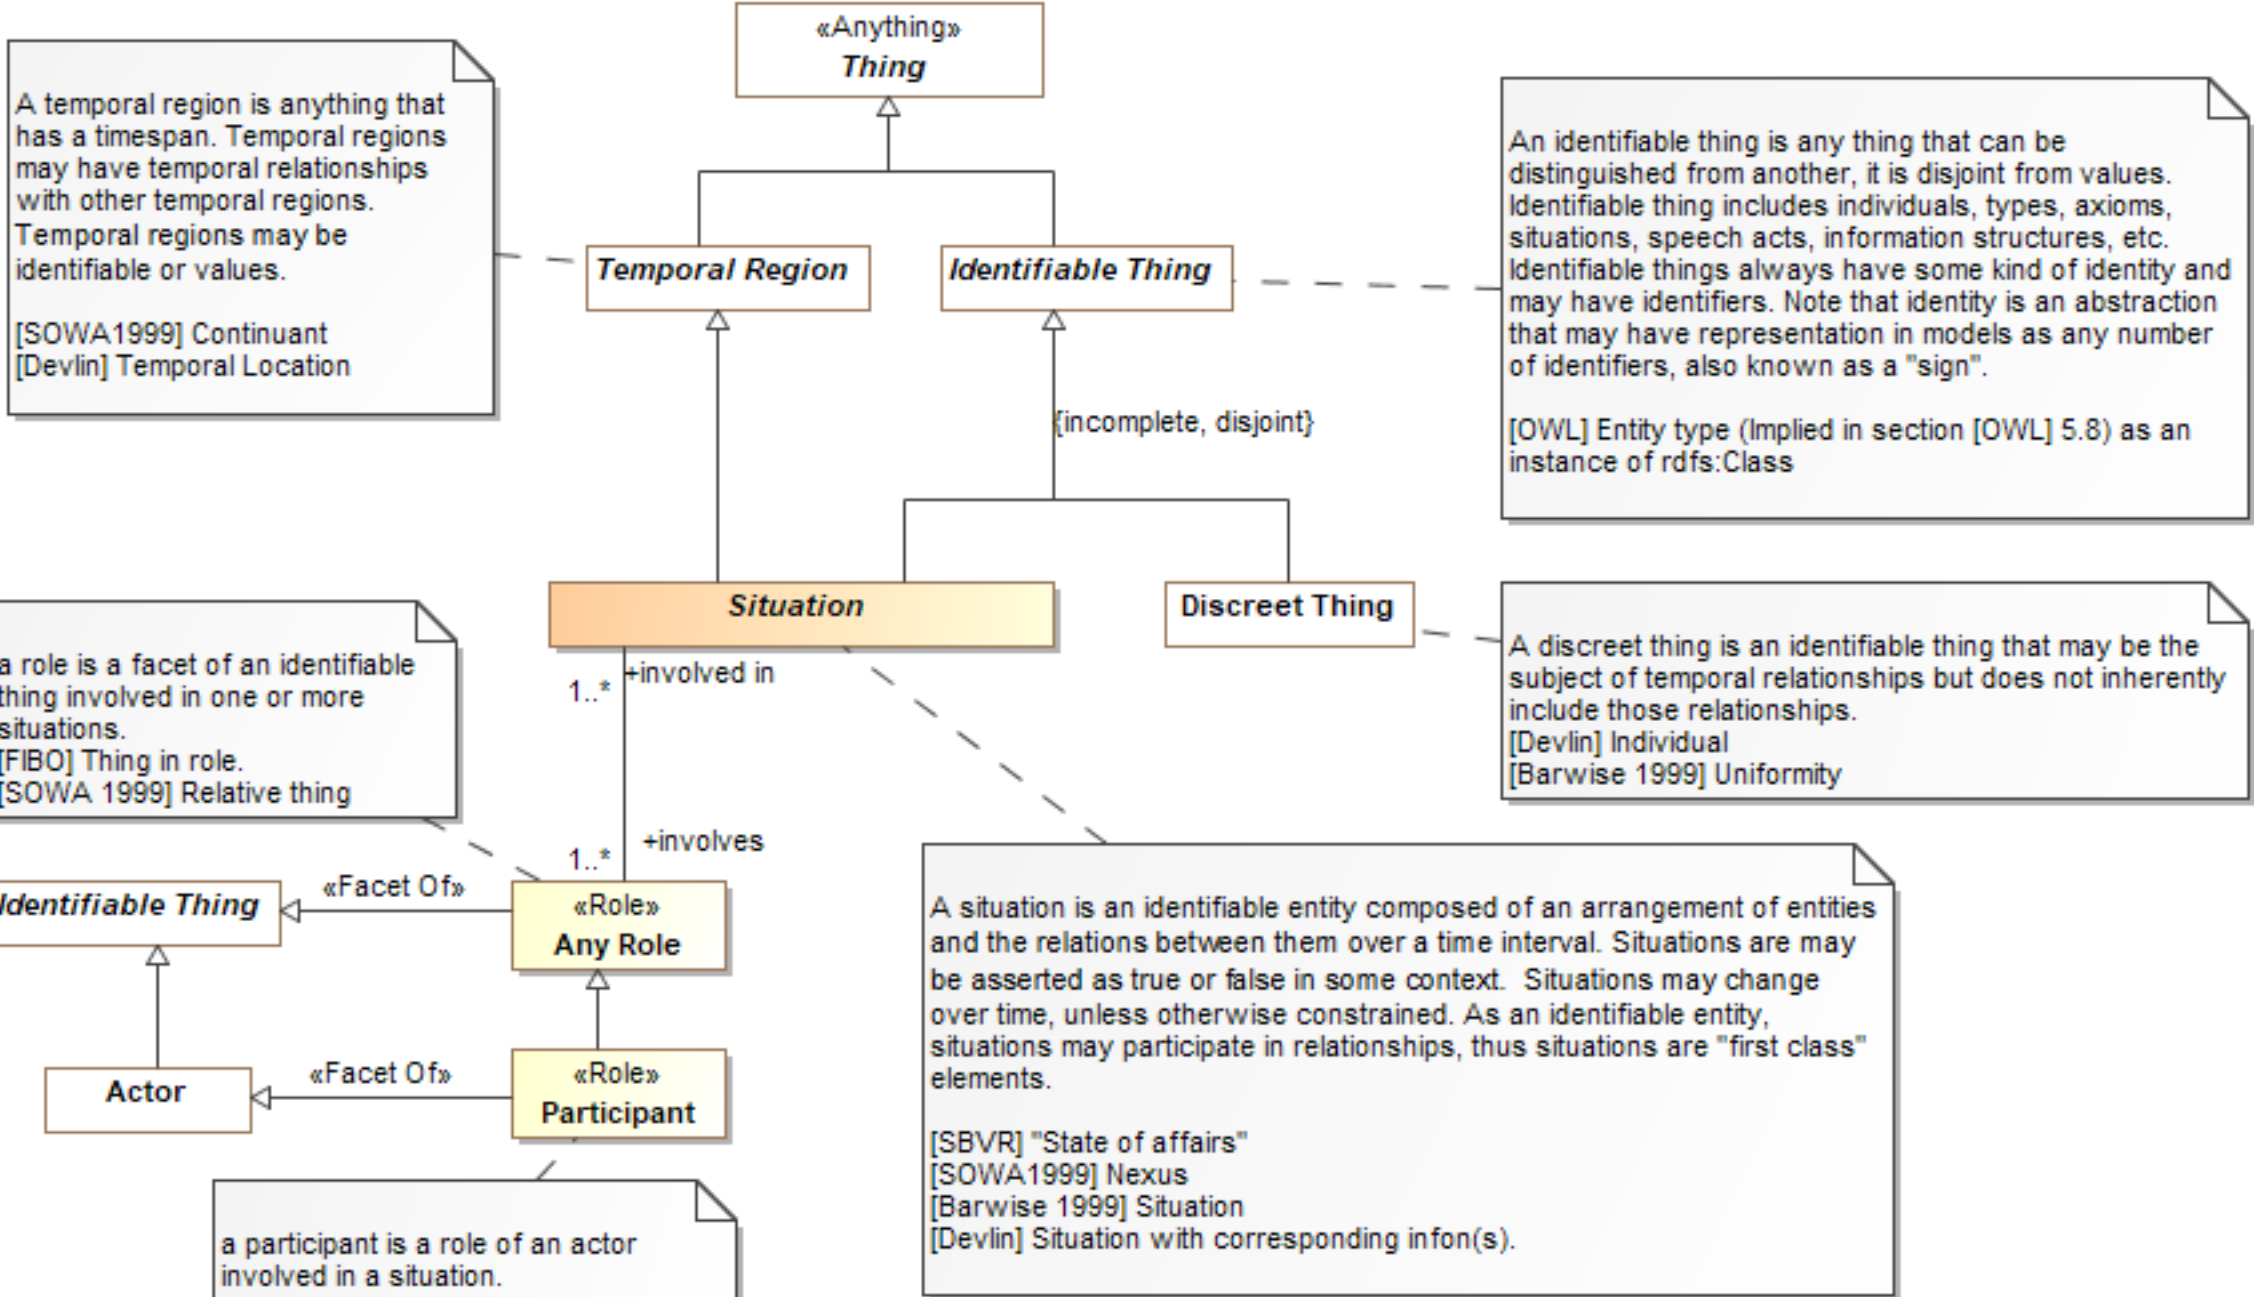 «Anything»
Thing
A temporal region is anything that
has a timespan. Temporal regions
may have temporal relationships
with other temporal regions.
Temporal regions may be
identifiable or values.
[SOWA1999] Continuant
[Devlin] Temporal Location
An identifiable thing is any thing that can be
distinguished from another, it is disjoint from values.
Identifiable thing includes individuals, types, axioms,
situations, speech acts, information structures, etc.
Identifiable things always have some kind of identity and
may have identifiers. Note that identity is an abstraction
that may have representation in models as any number
of identifiers, also known as a "sign".
[OWL] Entity type (Implied in section [OWL] 5.8) as an
instance of rdfs:Class
Temporal Region
Identifiable Thing
{incomplete, disjoint}
Situation
Discreet Thing
A discreet thing is an identifiable thing that may be the
subject of temporal relationships but does not inherently
include those relationships.
[Devlin] Individual
[Barwise 1999] Uniformity
a role is a facet of an identifiable
thing involved in one or more
situations.
[FIBO] Thing in role.
[SOWA 1999] Relative thing
+involved in
1..*
+involves
1..*
Identifiable Thing
«Facet Of»
«Role»
Any Role
Actor
«Facet Of»
«Role»
Participant
A situation is an identifiable entity composed of an arrangement of entities
and the relations between them over a time interval. Situations are may
be asserted as true or false in some context.  Situations may change
over time, unless otherwise constrained. As an identifiable entity,
situations may participate in relationships, thus situations are "first class"
elements.
[SBVR] "State of affairs"
[SOWA1999] Nexus
[Barwise 1999] Situation
[Devlin] Situation with corresponding infon(s).
a participant is a role of an actor
involved in a situation.